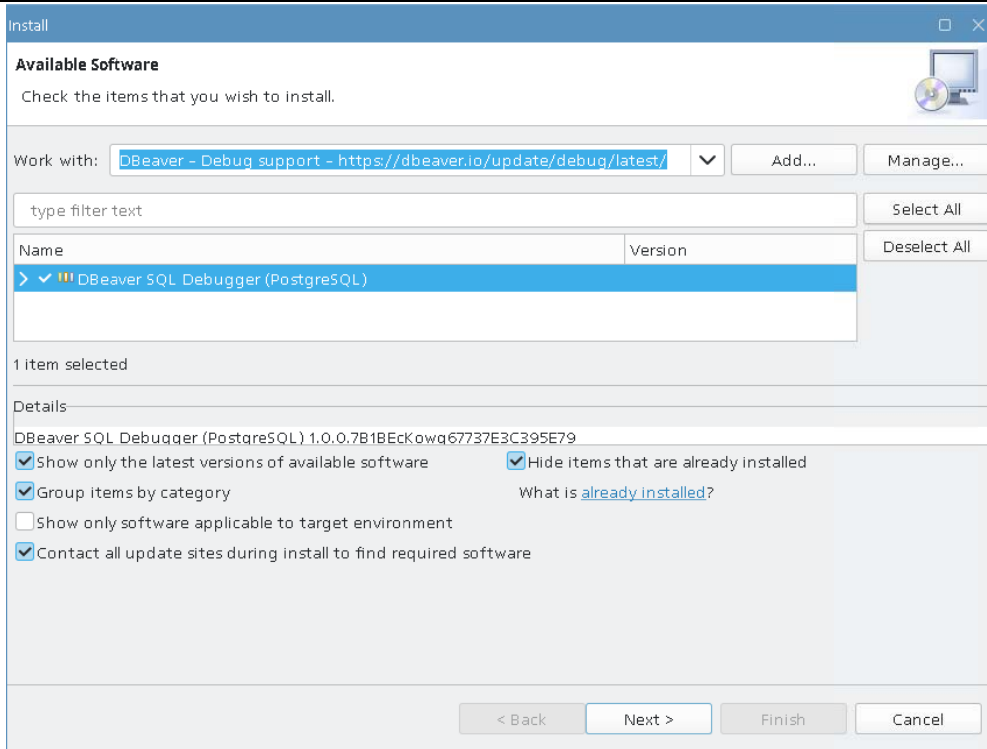 Install
Available Software
Check the items that you wish to install.
Work with: DBeaver - Debug support - https://dbeaver.io/update/debug/latest/ Add... Manage...
type filter text Select All
Name Version Deselect All
DBeaver SQL Debugger (PostgreSQL)
1 item selected
Details
DBeaver SQL Debugger (PostgreSQL) 1.0.0.7B1BEcKowg67737E3C395E79
Show only the latest versions of available software Hide items that are already installed
Group items by category What is already installed?
Show only software applicable to target environment
Contact all update sites during install to find required software
< Back Next > Finish Cancel